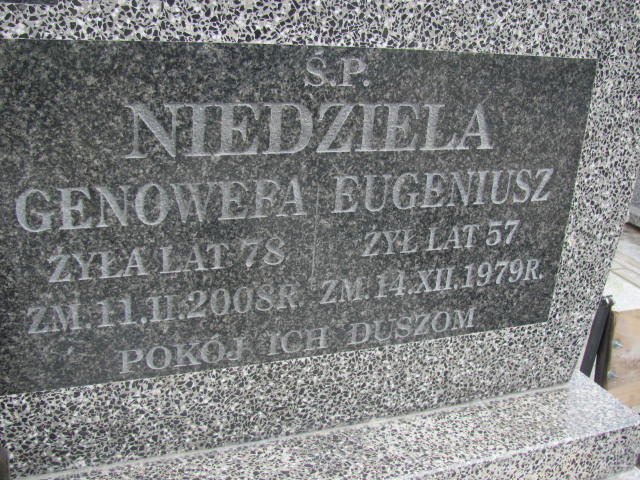 Ś.P.
NIEDZIELA
GENOWEFA EUGENIUSZ
ŻYŁA LAT 78 ŻYŁ LAT 57
ZM.11.II.2008R. ZM.14.XII.1979R.
POKÓJ ICH DUSZOM